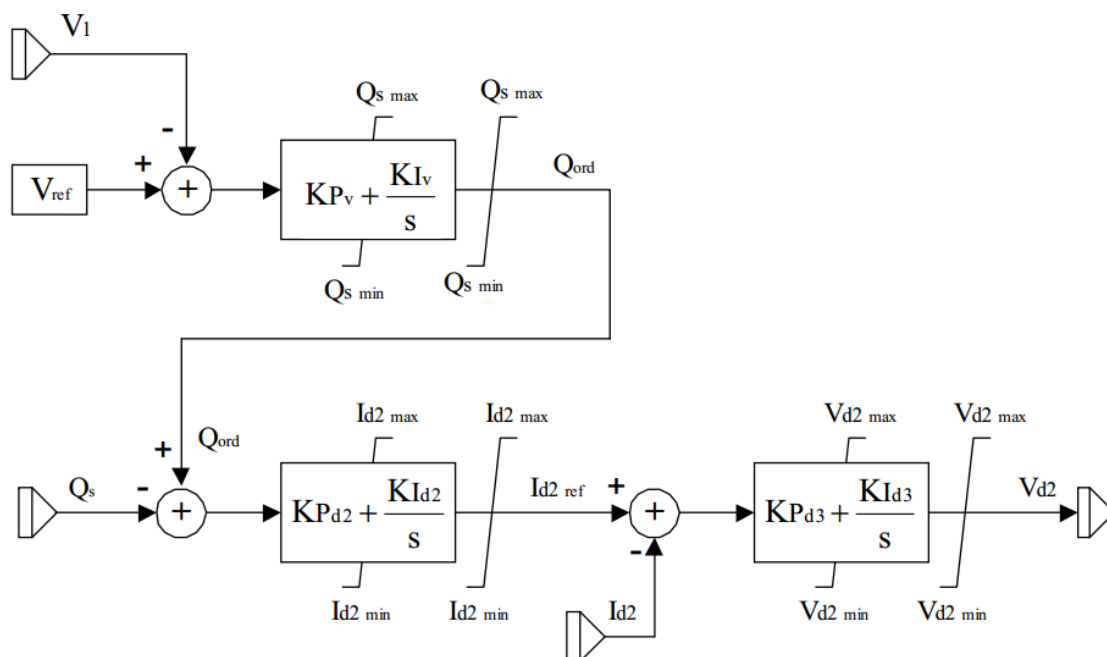 V1
Qs max
Qs max
-
+
Vref
+
KPv + KIv/s
Qord
Qs min
Qs min
Id2 max
Id2 max
Vd2 max
Vd2 max
+
Qord
Qs
-
+
KPd2 + KId2/s
Id2 ref
+
+
-
KPd3 + KId3/s
Vd2
Id2 min
Id2 min
Id2
Vd2 min
Vd2 min